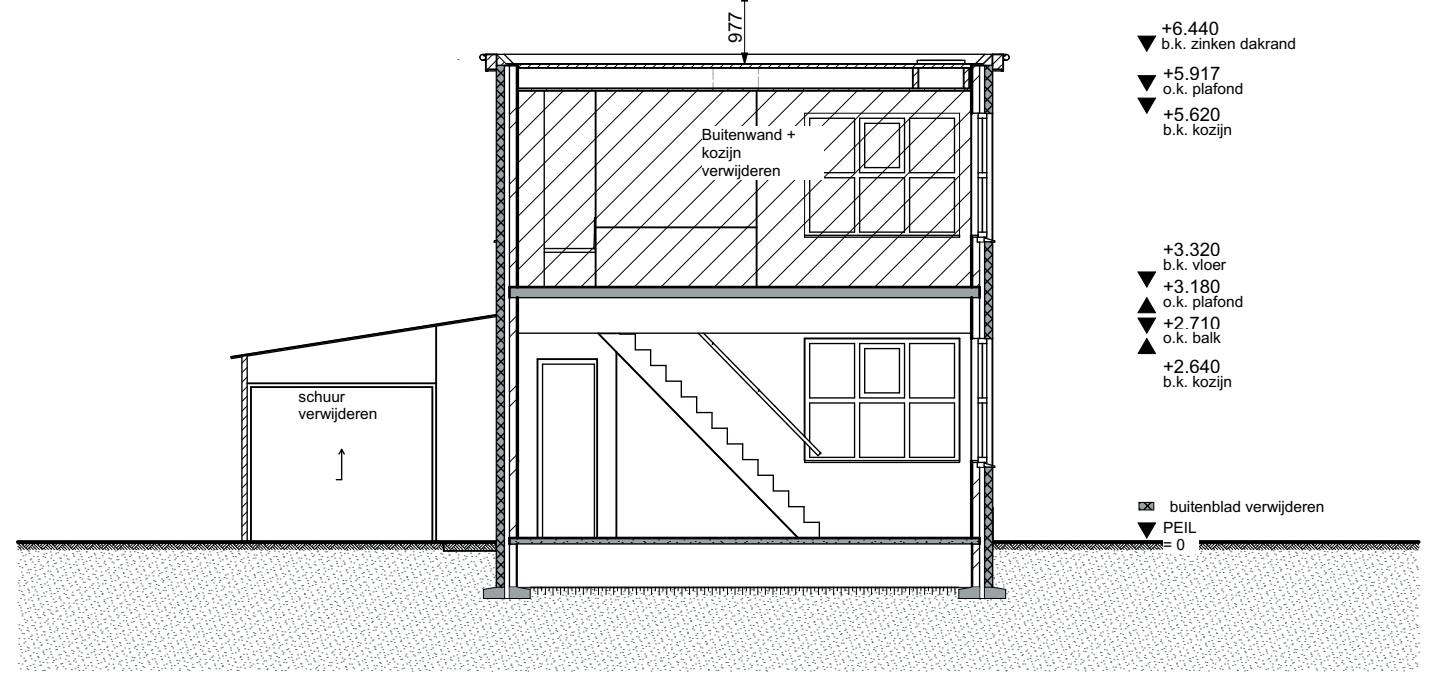 977
+6.440
b.k. zinken dakrand
+5.917
o.k. plafond
+5.620
b.k. kozijn
Buitenwand +
kozijn
verwijderen
+3.320
b.k. vloer
+3.180
o.k. plafond
+2.710
o.k. balk
+2.640
b.k. kozijn
schuur
verwijderen
buitenblad verwijderen
PEIL
= 0